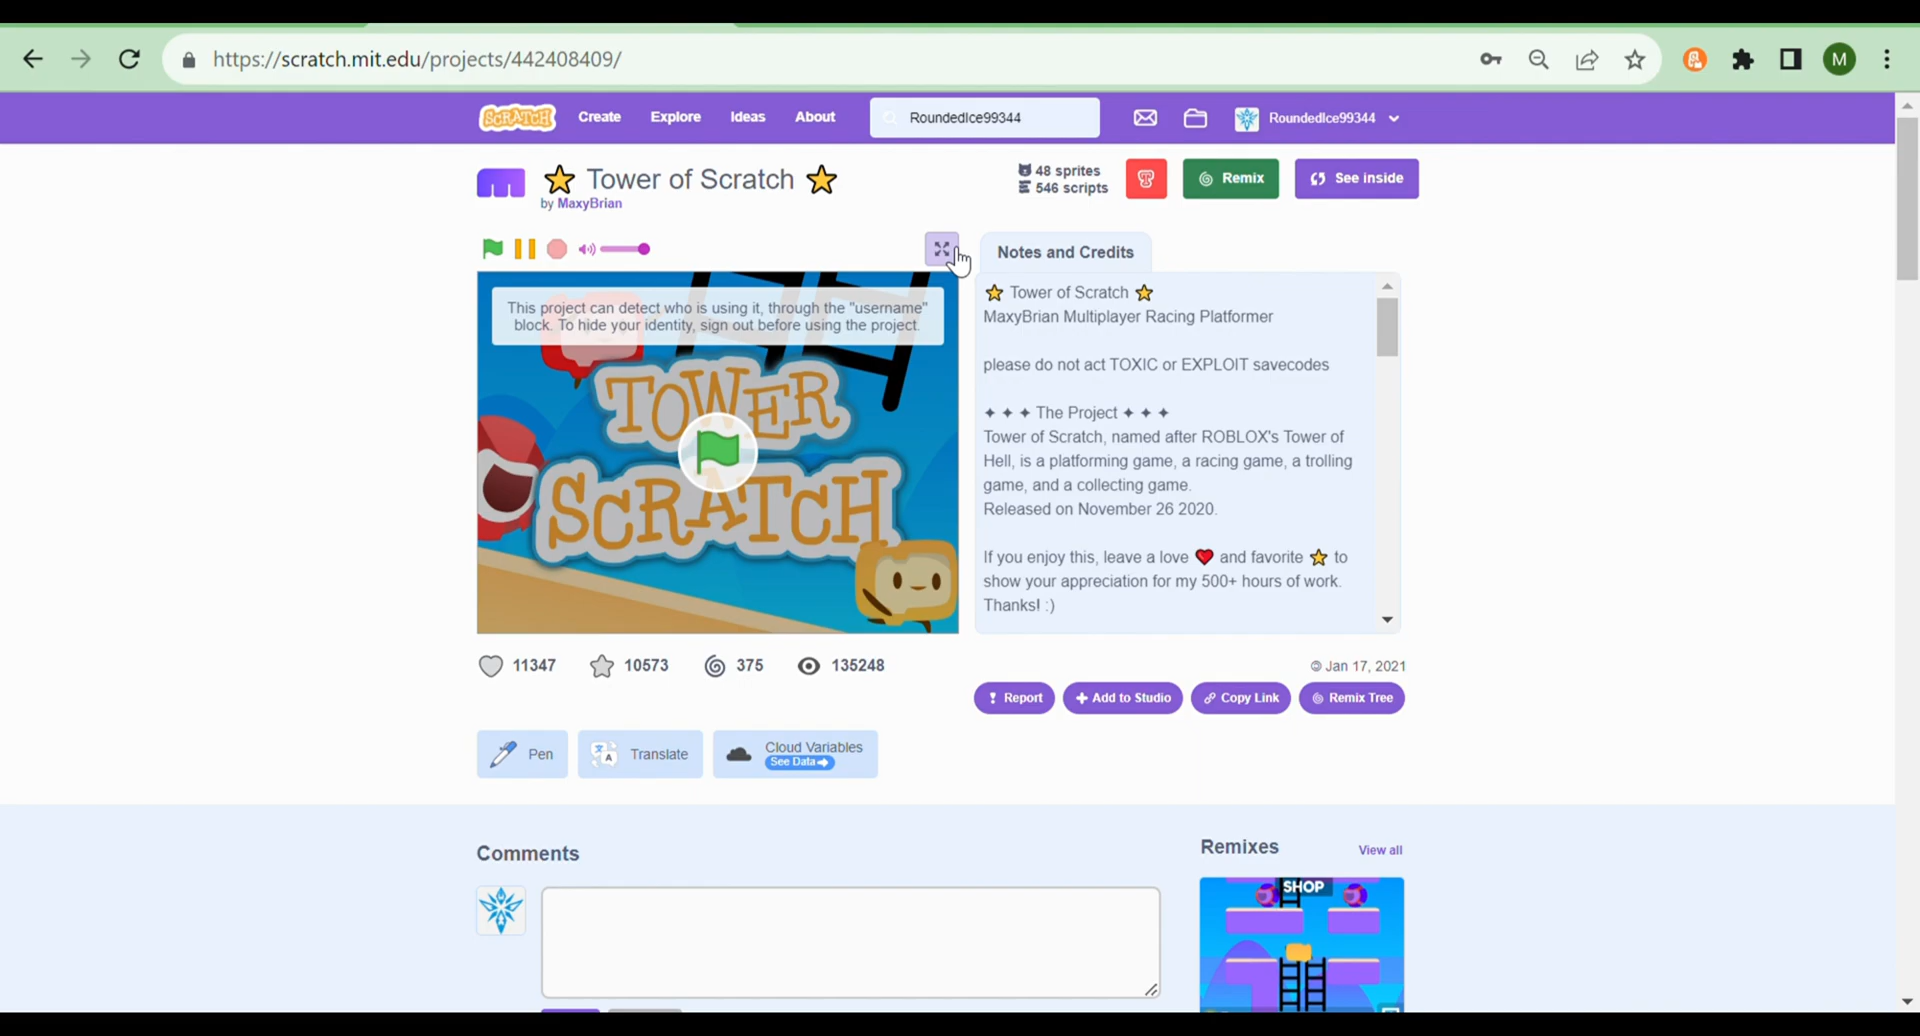 https://scratch.mit.edu/projects/442408409/
M
SCRATCH
Create
Explore
Ideas
About
RoundedIce99344
RoundedIce99344
⭐ Tower of Scratch ⭐
by MaxyBrian
48 sprites
546 scripts
Remix
See inside
Notes and Credits
This project can detect who is using it, through the "username"
block. To hide your identity, sign out before using the project.
TOWER
SCRATCH
⭐ Tower of Scratch ⭐
MaxyBrian Multiplayer Racing Platformer
please do not act TOXIC or EXPLOIT savecodes
✦ ✦ ✦ The Project ✦ ✦ ✦
Tower of Scratch, named after ROBLOX's Tower of
Hell, is a platforming game, a racing game, a trolling
game, and a collecting game.
Released on November 26 2020.
If you enjoy this, leave a love ❤ and favorite ⭐ to
show your appreciation for my 500+ hours of work.
Thanks! :)
11347
10573
375
135248
© Jan 17, 2021
Report
+ Add to Studio
Copy Link
Remix Tree
Pen
Translate
Cloud Variables
See Data
Comments
Remixes
View all
SHOP